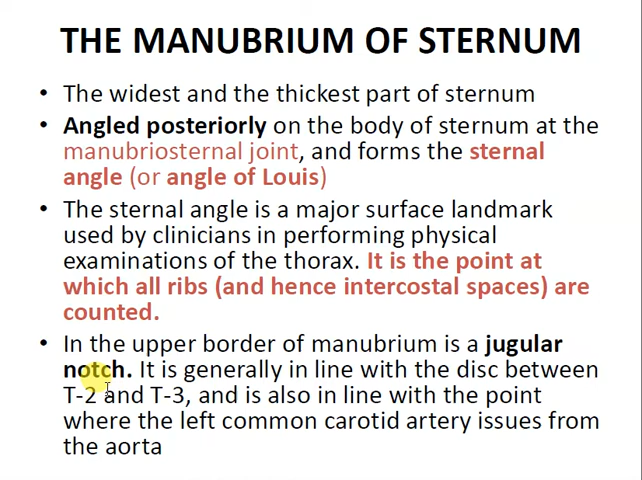 THE MANUBRIUM OF STERNUM
• The widest and the thickest part of sternum
• Angled posteriorly on the body of sternum at the
manubriosternal joint, and forms the sternal
angle (or angle of Louis)
• The sternal angle is a major surface landmark
used by clinicians in performing physical
examinations of the thorax. It is the point at
which all ribs (and hence intercostal spaces) are
counted.
• In the upper border of manubrium is a jugular
notch. It is generally in line with the disc between
T-2 and T-3, and is also in line with the point
where the left common carotid artery issues from
the aorta